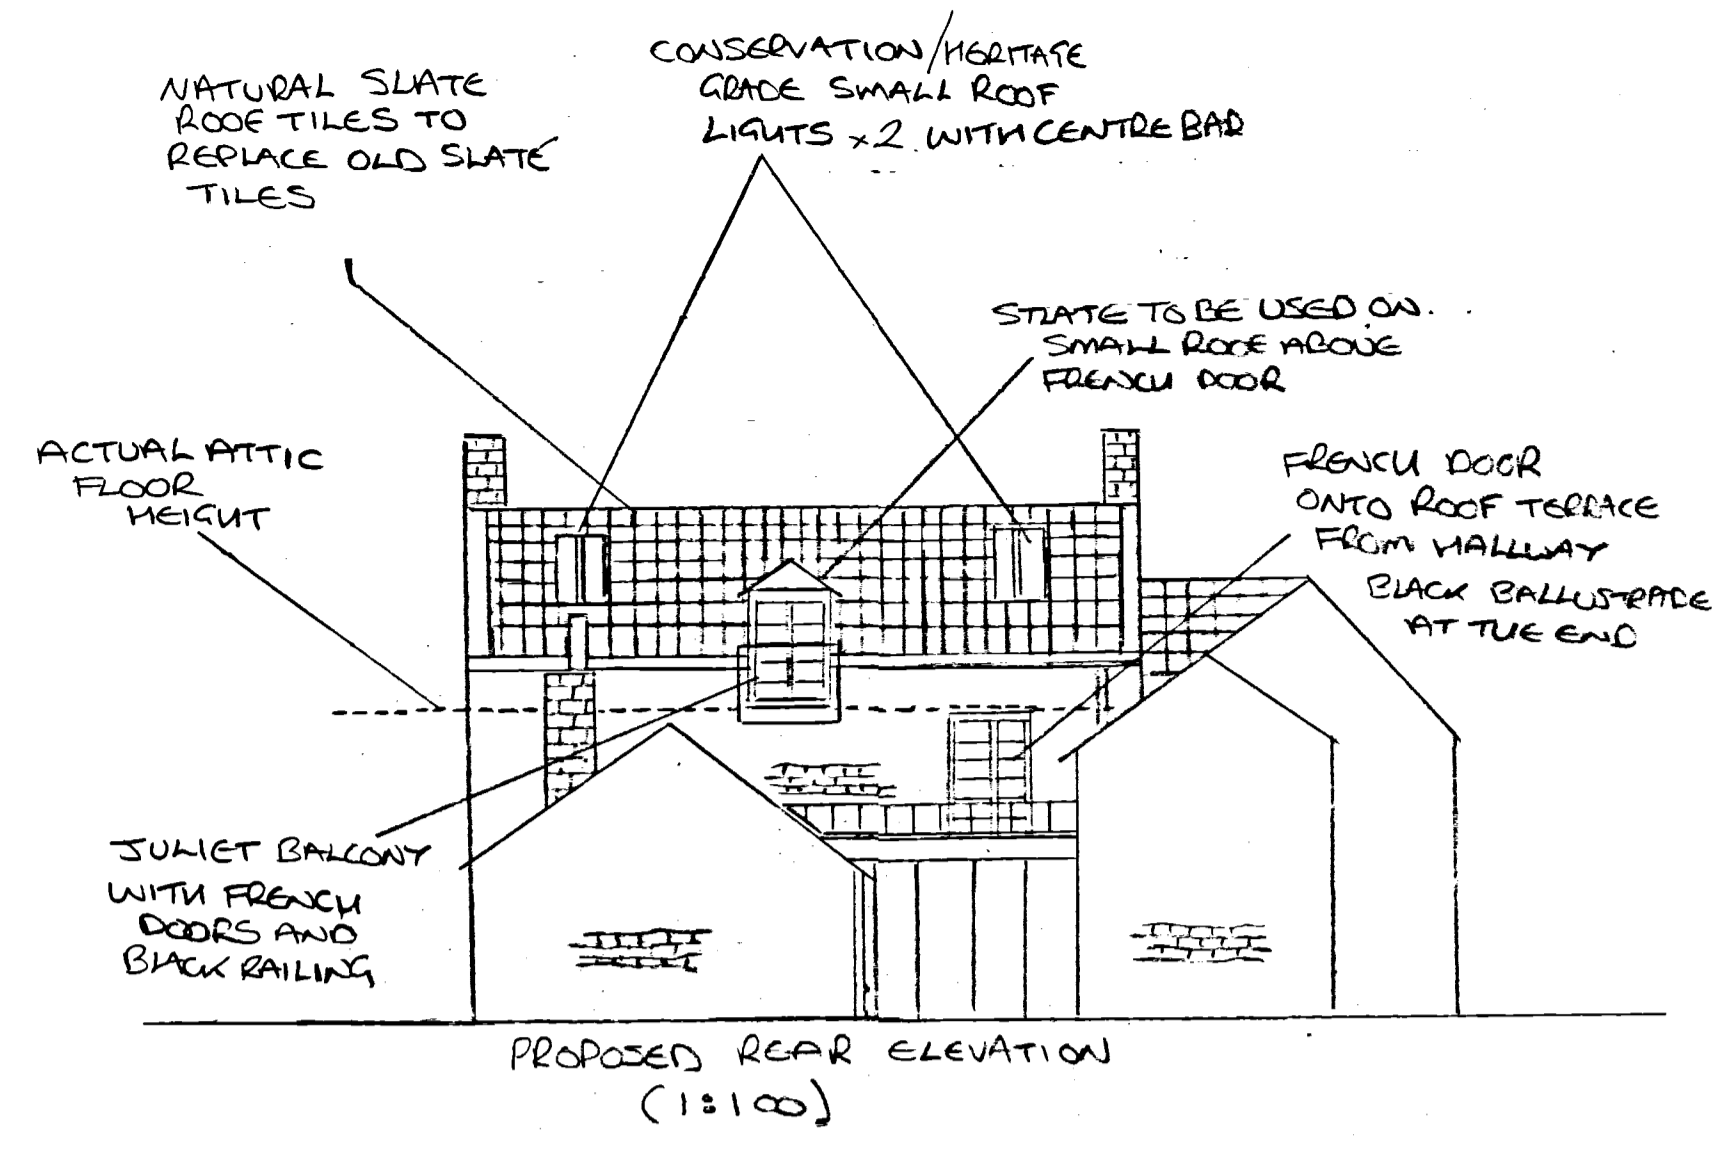 CONSERVATION/HERITAGE
GRADE SMALL ROOF
LIGHTS x2. WITH CENTRE BAR
NATURAL SLATE
ROOF TILES TO
REPLACE OLD SLATE
TILES
SLATE TO BE USED ON.
SMALL ROOF ABOVE
FRENCH DOOR
ACTUAL ATTIC
FLOOR
HEIGHT
FRENCH DOOR
ONTO ROOF TERRACE
FROM HALLWAY
BLACK BALLUSTRADE
AT THE END
JULIET BALCONY
WITH FRENCH
DOORS AND
BLACK RAILING
PROPOSED REAR ELEVATION
(1:100)